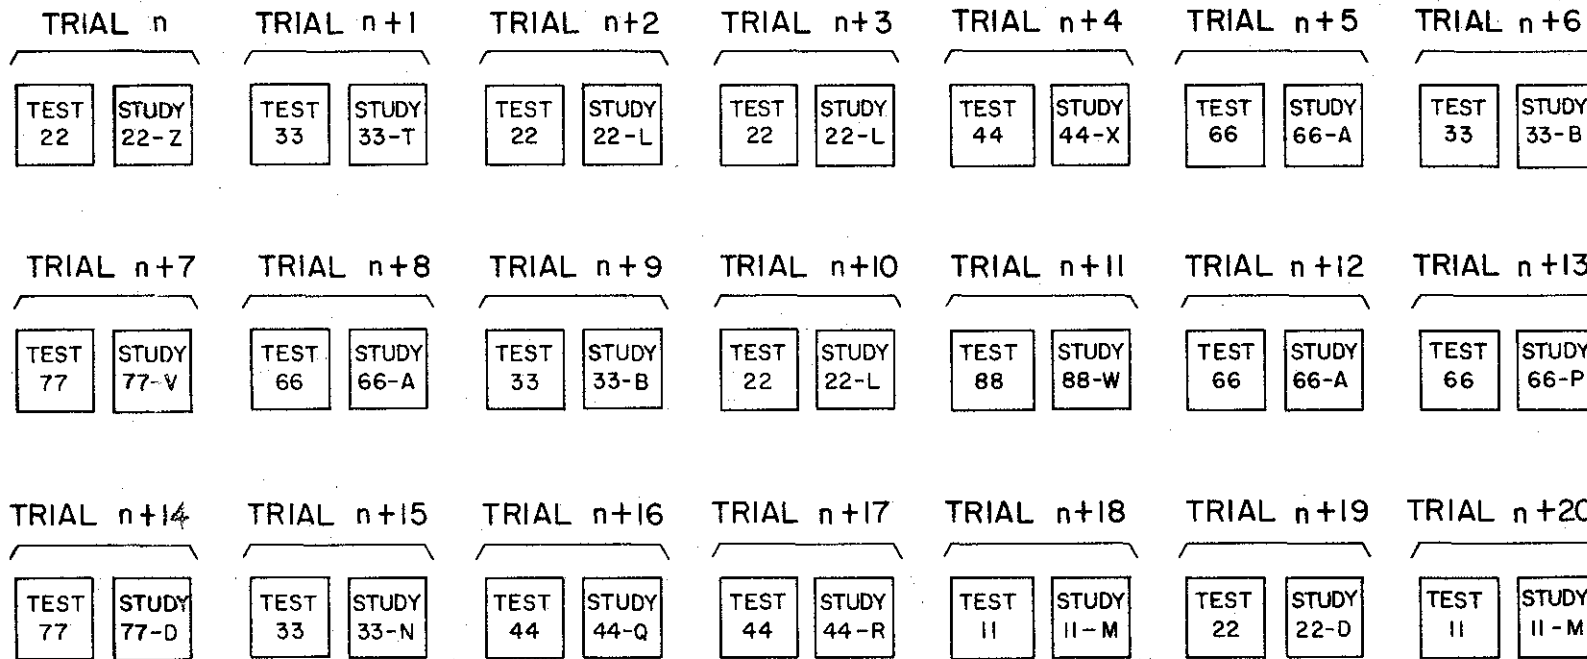 TRIAL n TRIAL n+1 TRIAL n+2 TRIAL n+3 TRIAL n+4 TRIAL n+5 TRIAL n+6
TEST STUDY TEST STUDY TEST STUDY TEST STUDY TEST STUDY TEST STUDY TEST STUDY
22 22-Z 33 33-T 22 22-L 22 22-L 44 44-X 66 66-A 33 33-B
TRIAL n+7 TRIAL n+8 TRIAL n+9 TRIAL n+10 TRIAL n+11 TRIAL n+12 TRIAL n+13
TEST STUDY TEST STUDY TEST STUDY TEST STUDY TEST STUDY TEST STUDY TEST STUDY
77 77-V 66 66-A 33 33-B 22 22-L 88 88-W 66 66-A 66 66-P
TRIAL n+14 TRIAL n+15 TRIAL n+16 TRIAL n+17 TRIAL n+18 TRIAL n+19 TRIAL n+20
TEST STUDY TEST STUDY TEST STUDY TEST STUDY TEST STUDY TEST STUDY TEST STUDY
77 77-D 33 33-N 44 44-Q 44 44-R 11 11-M 22 22-D 11 11-M